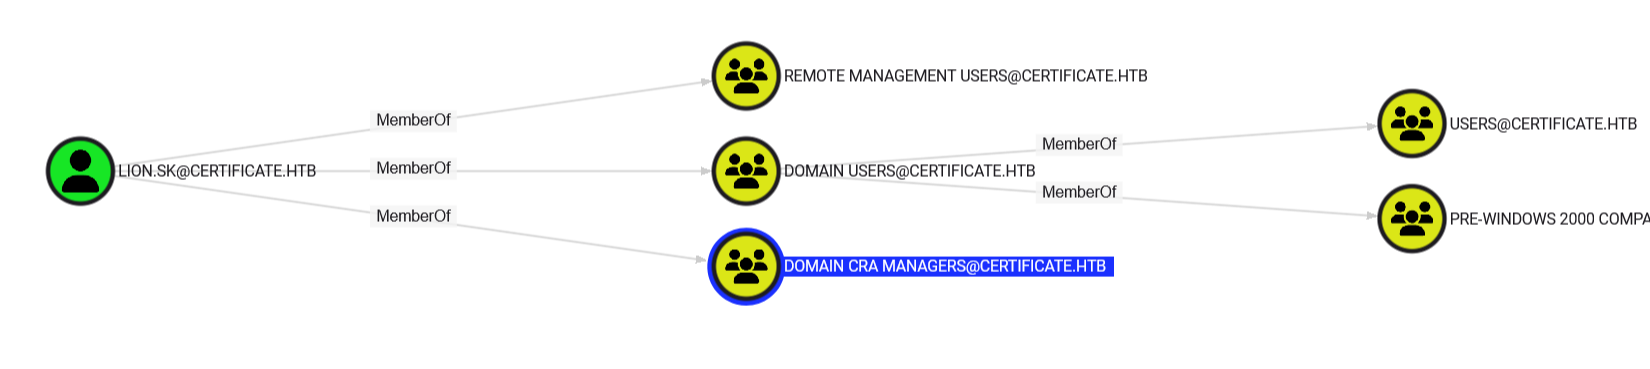 REMOTE MANAGEMENT USERS@CERTIFICATE.HTB
MemberOf
USERS@CERTIFICATE.HTB
MemberOf
LION.SK@CERTIFICATE.HTB
MemberOf
DOMAIN USERS@CERTIFICATE.HTB
MemberOf
MemberOf
PRE-WINDOWS 2000 COMPA
DOMAIN CRA MANAGERS@CERTIFICATE.HTB